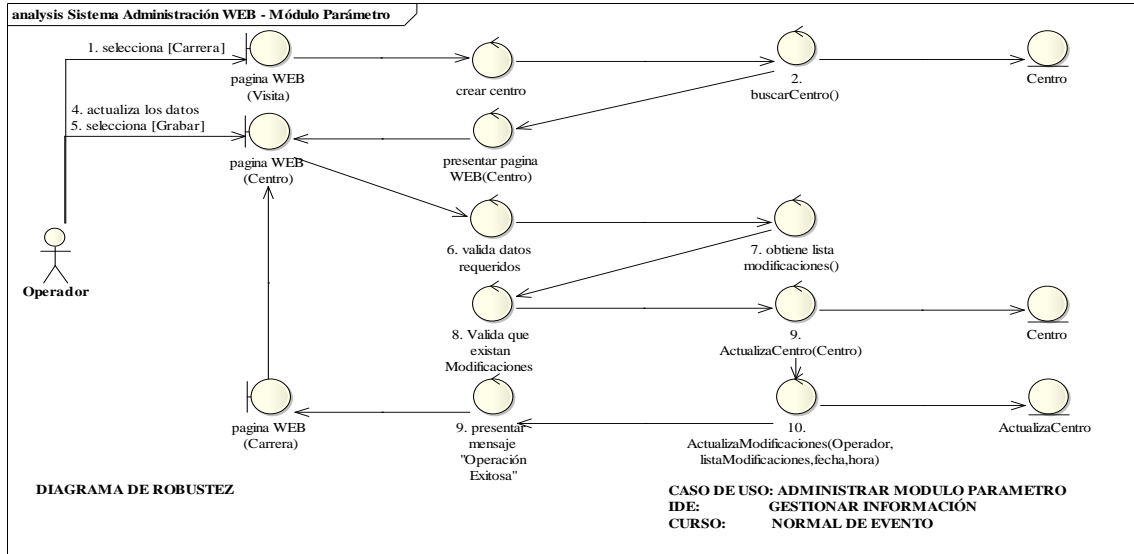 analysis Sistema Administración WEB - Módulo Parámetro
1. selecciona [Carrera]
pagina WEB
(Visita)
crear centro
2.
buscarCentro()
Centro
4. actualiza los datos
5. selecciona [Grabar]
pagina WEB
(Centro)
presentar pagina
WEB(Centro)
Operador
6. valida datos
requeridos
7. obtiene lista
modificaciones()
8. Valida que
existan
Modificaciones
9.
ActualizaCentro(Centro)
Centro
pagina WEB
(Carrera)
9. presentar
mensaje
"Operación
Exitosa"
10.
ActualizaModificaciones(Operador,
listaModificaciones,fecha,hora)
ActualizaCentro
DIAGRAMA DE ROBUSTEZ
CASO DE USO: ADMINISTRAR MODULO PARAMETRO
IDE: GESTIONAR INFORMACIÓN
CURSO: NORMAL DE EVENTO